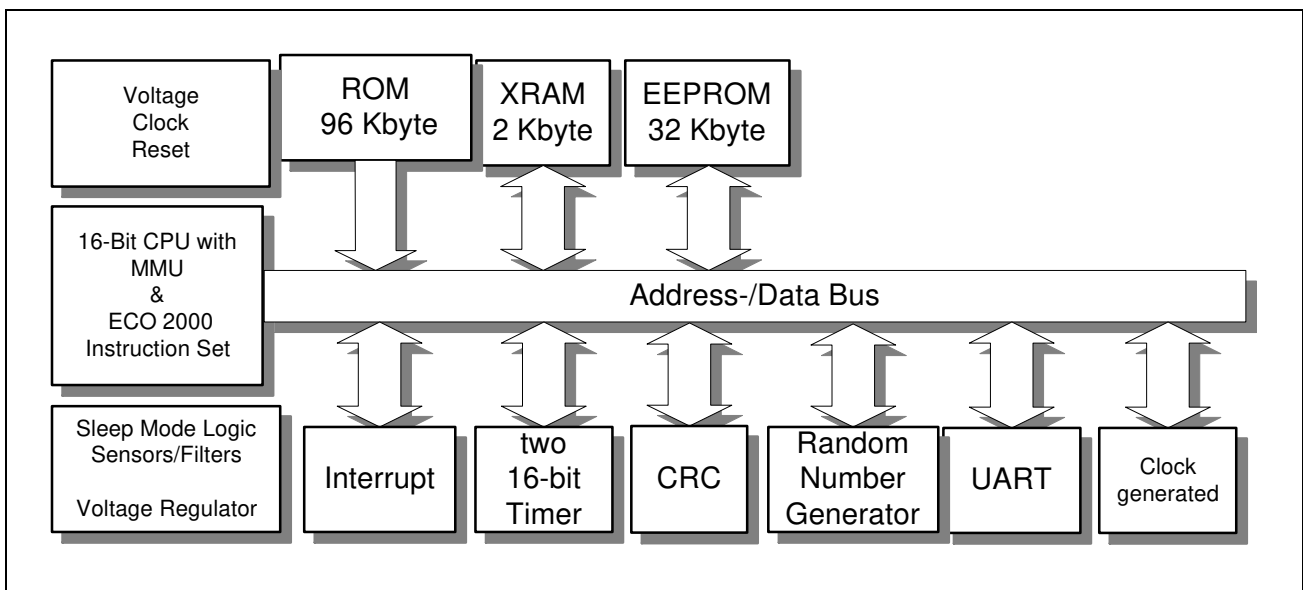 Voltage
Clock
Reset
ROM
96 Kbyte
XRAM
2 Kbyte
EEPROM
32 Kbyte
16-Bit CPU with
MMU
&
ECO 2000
Instruction Set
Address-/Data Bus
Sleep Mode Logic
Sensors/Filters
Voltage Regulator
Interrupt
two
16-bit
Timer
CRC
Random
Number
Generator
UART
Clock
generated